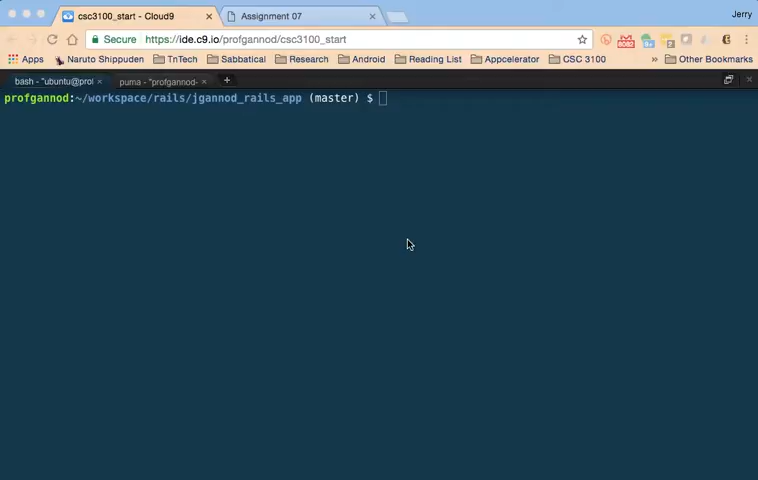 csc3100_start - Cloud9 × Assignment 07 × Jerry
Secure https://ide.c9.io/profgannod/csc3100_start
Apps Naruto Shippuden TnTech Sabbatical Research Android Reading List Appcelerator CSC 3100 » Other Bookmarks
bash - "ubuntu@prof × puma - "profgannod- × +
profgannod:~/workspace/rails/jgannod_rails_app (master) $